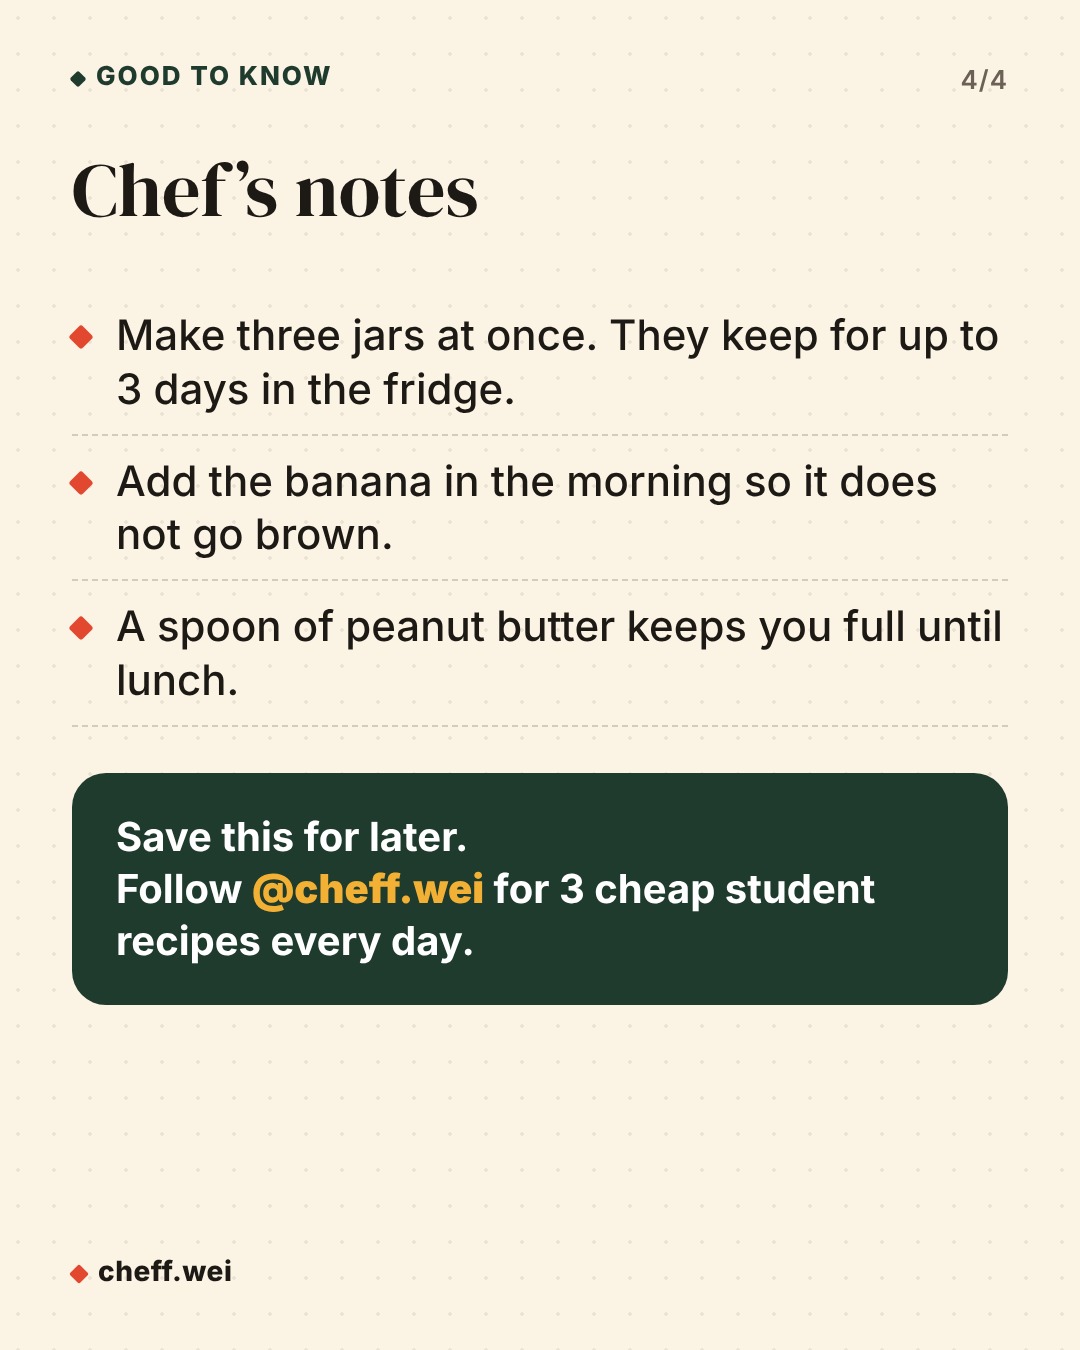 GOOD TO KNOW
4/4
Chef’s notes
Make three jars at once. They keep for up to
3 days in the fridge.
Add the banana in the morning so it does
not go brown.
A spoon of peanut butter keeps you full until
lunch.
Save this for later.
Follow @cheff.wei for 3 cheap student
recipes every day.
cheff.wei